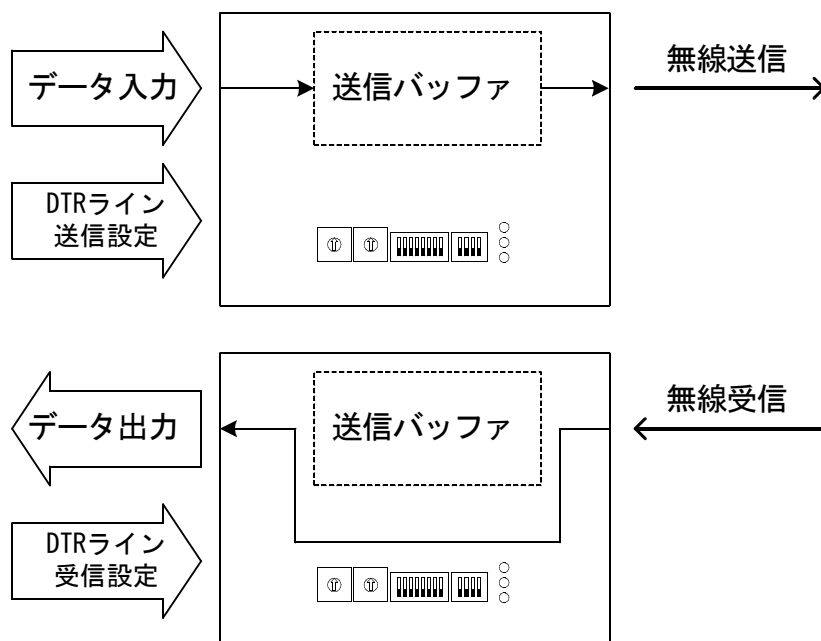 データ入力
送信バッファ
無線送信
DTRライン
送信設定
データ出力
送信バッファ
無線受信
DTRライン
受信設定